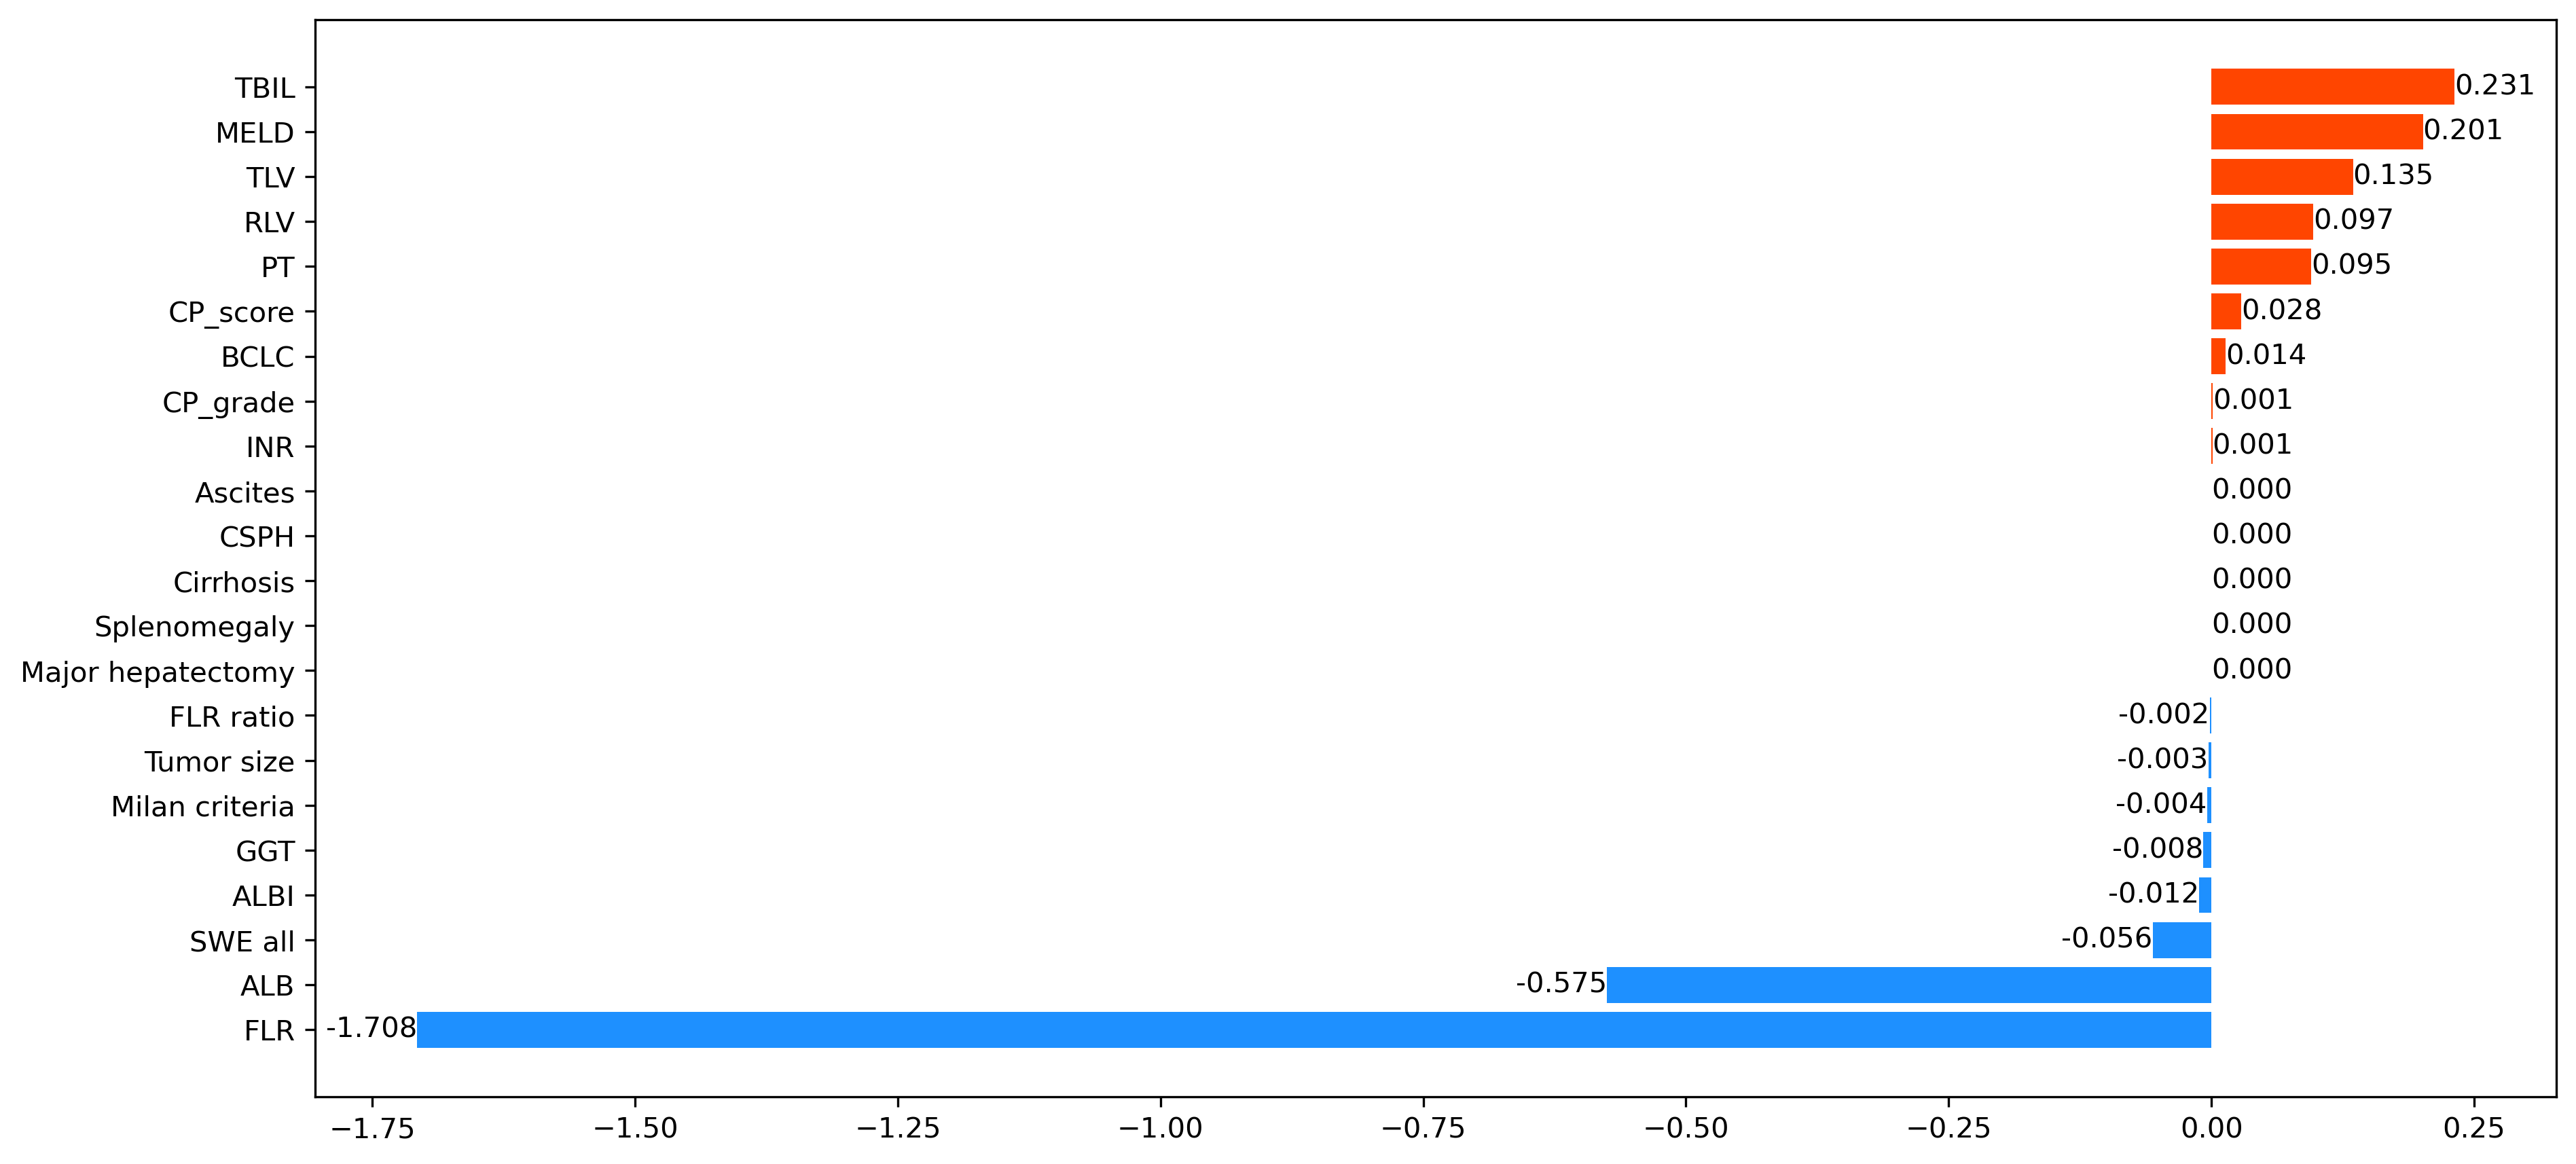 TBIL 0.231
MELD 0.201
TLV 0.135
RLV 0.097
PT 0.095
CP_score 0.028
BCLC 0.014
CP_grade 0.001
INR 0.001
Ascites 0.000
CSPH 0.000
Cirrhosis 0.000
Splenomegaly 0.000
Major hepatectomy 0.000
FLR ratio -0.002
Tumor size -0.003
Milan criteria -0.004
GGT -0.008
ALBI -0.012
SWE all -0.056
ALB -0.575
FLR -1.708
−1.75 −1.50 −1.25 −1.00 −0.75 −0.50 −0.25 0.00 0.25